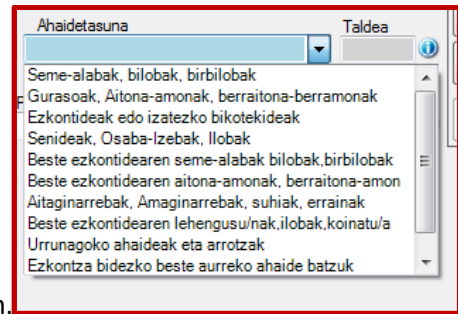 Ahaidetasuna Taldea
Seme-alabak, bilobak, birbilobak
Gurasoak, Aitona-amonak, berraitona-berramonak
Ezkontideak edo izatezko bikotekideak
Senideak, Osaba-Izebak, Ilobak
Beste ezkontidearen seme-alabak bilobak,birbilobak
Beste ezkontidearen aitona-amonak, berraitona-amon
Aitaginarrebak, Amaginarrebak, suhiak, errainak
Beste ezkontidearen lehengusu/nak,ilobak,koinatu/a
Urrunagoko ahaideak eta arrotzak
Ezkontza bidezko beste aurreko ahaide batzuk